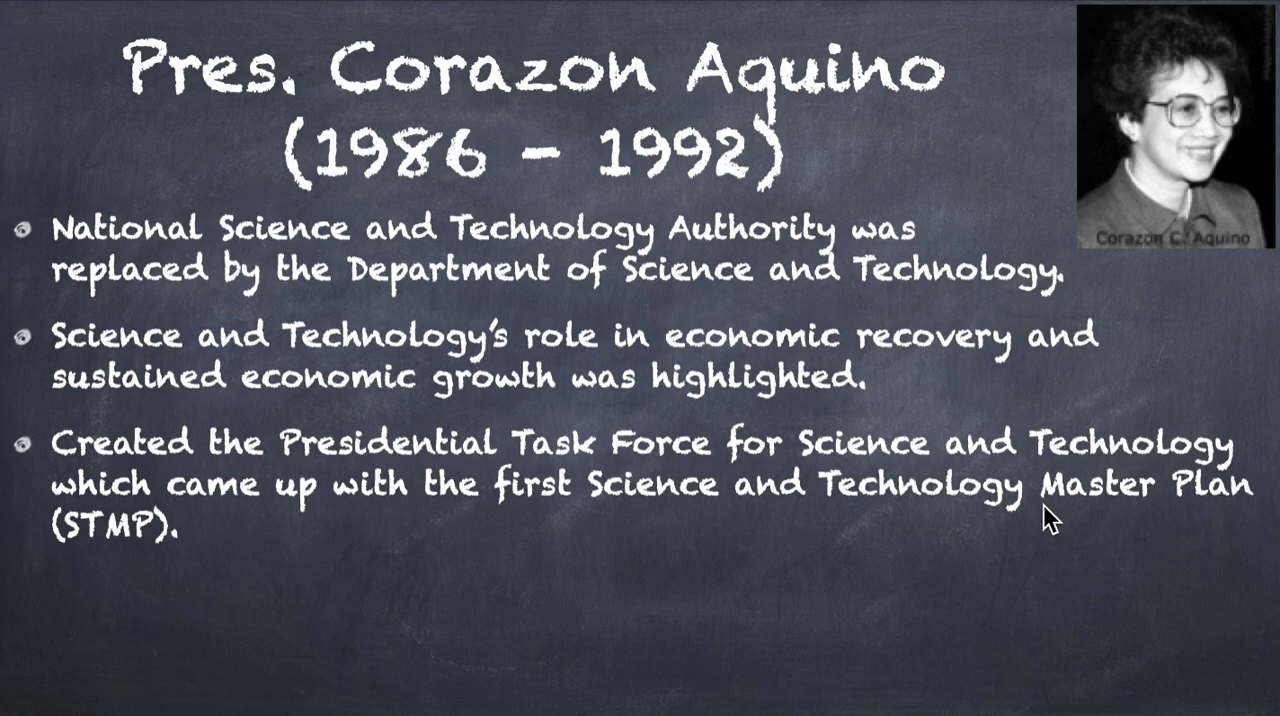 Pres. Corazon Aquino
(1986 - 1992)
Corazon C. Aquino
National Science and Technology Authority was
replaced by the Department of Science and Technology.
Science and Technology's role in economic recovery and
sustained economic growth was highlighted.
Created the Presidential Task Force for Science and Technology
which came up with the first Science and Technology Master Plan
(STMP).